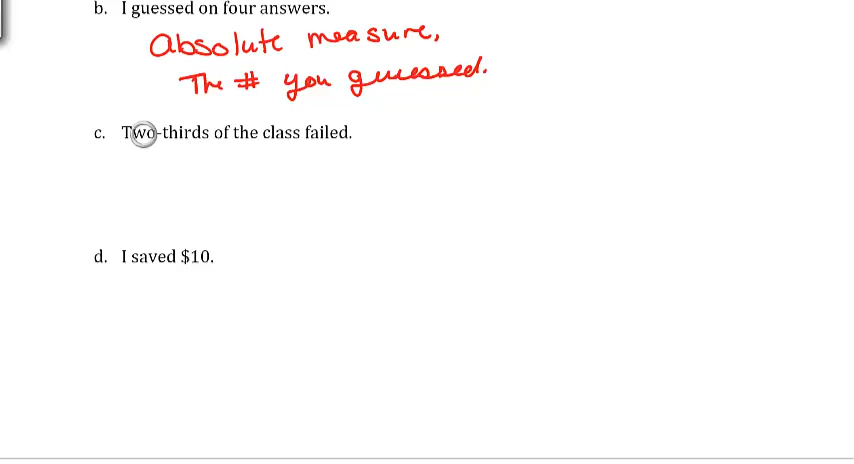 b. I guessed on four answers.
Absolute measure,
The # you guessed.
c. Two-thirds of the class failed.
d. I saved $10.